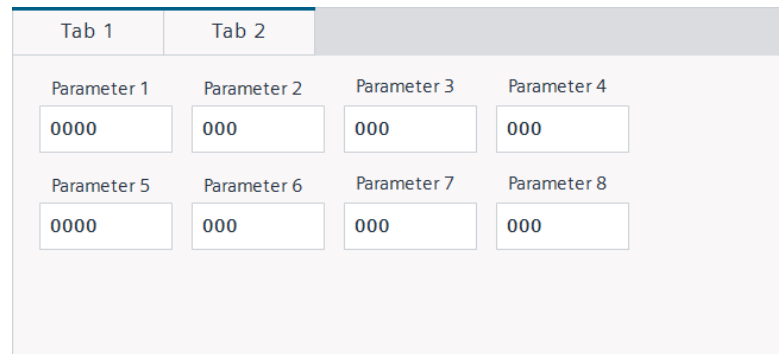 Tab 1 Tab 2
Parameter 1 Parameter 2 Parameter 3 Parameter 4
0000 000 000 000
Parameter 5 Parameter 6 Parameter 7 Parameter 8
0000 000 000 000